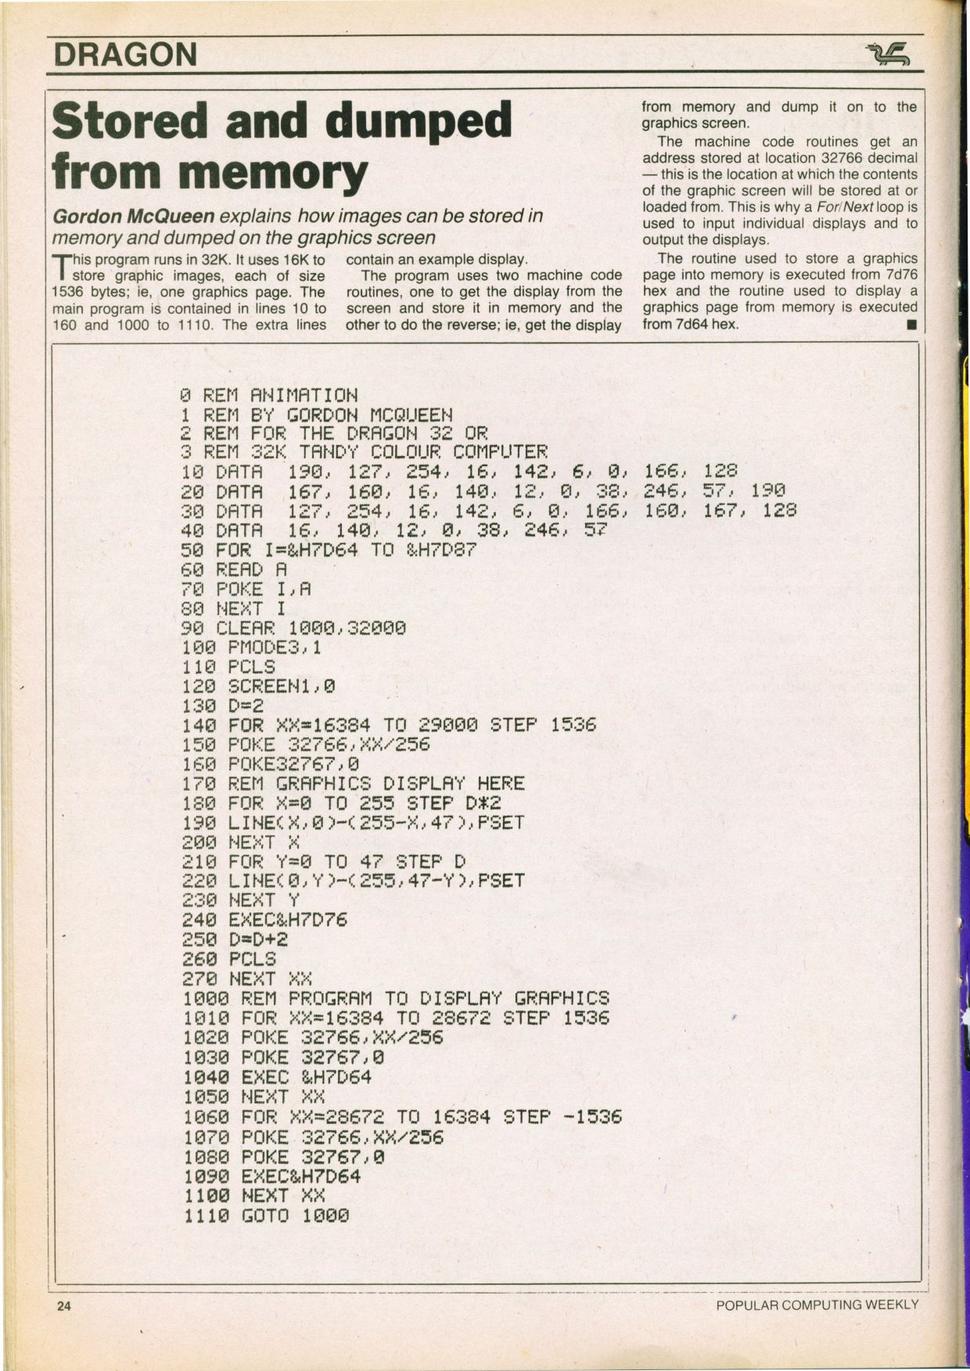 DRAGON
Stored and dumped
from memory
Gordon McQueen explains how images can be stored in
memory and dumped on the graphics screen
This program runs in 32K. It uses 16K to
store graphic images, each of size
1536 bytes; ie, one graphics page. The
main program is contained in lines 10 to
160 and 1000 to 1110. The extra lines
contain an example display.
The program uses two machine code
routines, one to get the display from the
screen and store it in memory and the
other to do the reverse; ie, get the display
from memory and dump it on to the
graphics screen.
The machine code routines get an
address stored at location 32766 decimal
— this is the location at which the contents
of the graphic screen will be stored at or
loaded from. This is why a For/Next loop is
used to input individual displays and to
output the displays.
The routine used to store a graphics
page into memory is executed from 7d76
hex and the routine used to display a
graphics page from memory is executed
from 7d64 hex. ■
0 REM ANIMATION
1 REM BY GORDON MCQUEEN
2 REM FOR THE DRAGON 32 OR
3 REM 32K TANDY COLOUR COMPUTER
10 DATA 190, 127, 254, 16, 142, 6, 0, 166, 128
20 DATA 167, 160, 16, 140, 12, 0, 38, 246, 57, 190
30 DATA 127, 254, 16, 142, 6, 0, 166, 160, 167, 128
40 DATA 16, 140, 12, 0, 38, 246, 57
50 FOR I=&H7D64 TO &H7D87
60 READ A
70 POKE I,A
80 NEXT I
90 CLEAR 1000,32000
100 PMODE3,1
110 PCLS
120 SCREEN1,0
130 D=2
140 FOR XX=16384 TO 29000 STEP 1536
150 POKE 32766,XX/256
160 POKE32767,0
170 REM GRAPHICS DISPLAY HERE
180 FOR X=0 TO 255 STEP D*2
190 LINE(X,0)-(255-X,47),PSET
200 NEXT X
210 FOR Y=0 TO 47 STEP D
220 LINE(0,Y)-(255,47-Y),PSET
230 NEXT Y
240 EXEC&H7D76
250 D=D+2
260 PCLS
270 NEXT XX
1000 REM PROGRAM TO DISPLAY GRAPHICS
1010 FOR XX=16384 TO 28672 STEP 1536
1020 POKE 32766,XX/256
1030 POKE 32767,0
1040 EXEC &H7D64
1050 NEXT XX
1060 FOR XX=28672 TO 16384 STEP -1536
1070 POKE 32766,XX/256
1080 POKE 32767,0
1090 EXEC&H7D64
1100 NEXT XX
1110 GOTO 1000
24
POPULAR COMPUTING WEEKLY